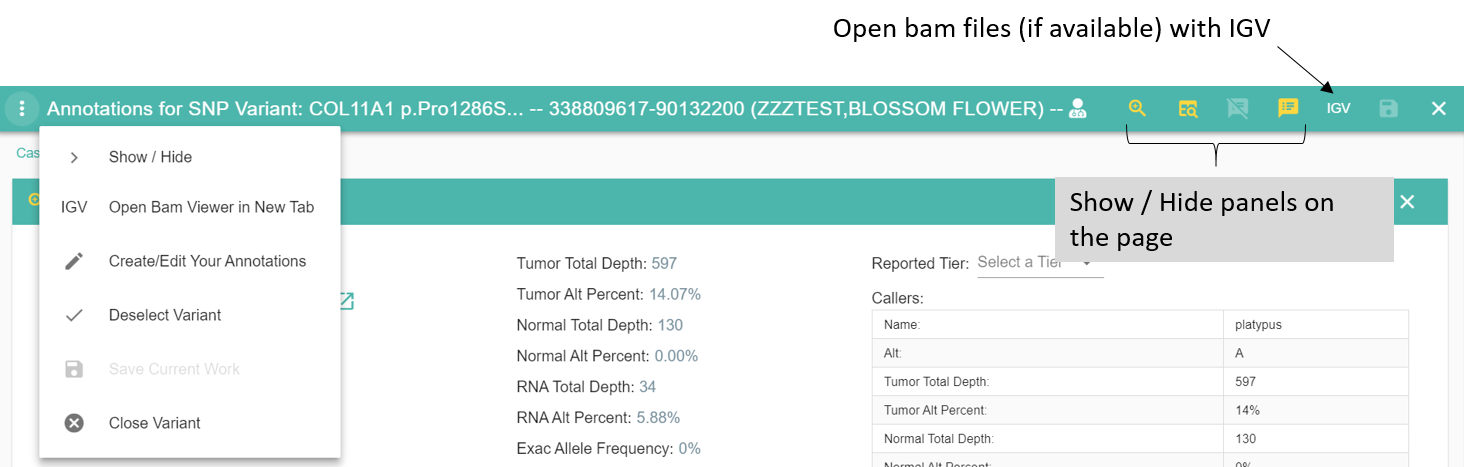 Open bam files (if available) with IGV
Annotations for SNP Variant: COL11A1 p.Pro1286S... -- 338809617-90132200 (ZZZTEST,BLOSSOM FLOWER) --
IGV
Cas
Show / Hide
IGV Open Bam Viewer in New Tab
Create/Edit Your Annotations
Deselect Variant
Save Current Work
Close Variant
Show / Hide panels on
the page
Tumor Total Depth: 597
Tumor Alt Percent: 14.07%
Normal Total Depth: 130
Normal Alt Percent: 0.00%
RNA Total Depth: 34
RNA Alt Percent: 5.88%
Exac Allele Frequency: 0%
Reported Tier: Select a Tier
Callers:
Name: platypus
Alt: A
Tumor Total Depth: 597
Tumor Alt Percent: 14%
Normal Total Depth: 130
Normal Alt Percent: 0%